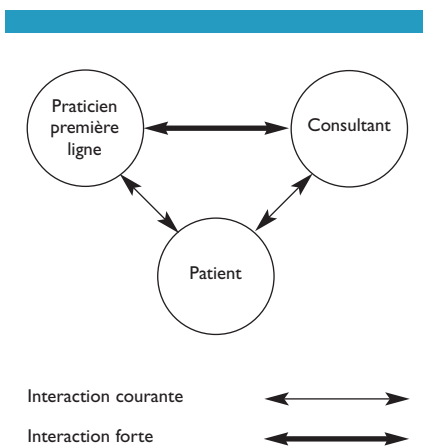 Praticien
première
ligne
Consultant
Patient
Interaction courante
Interaction forte